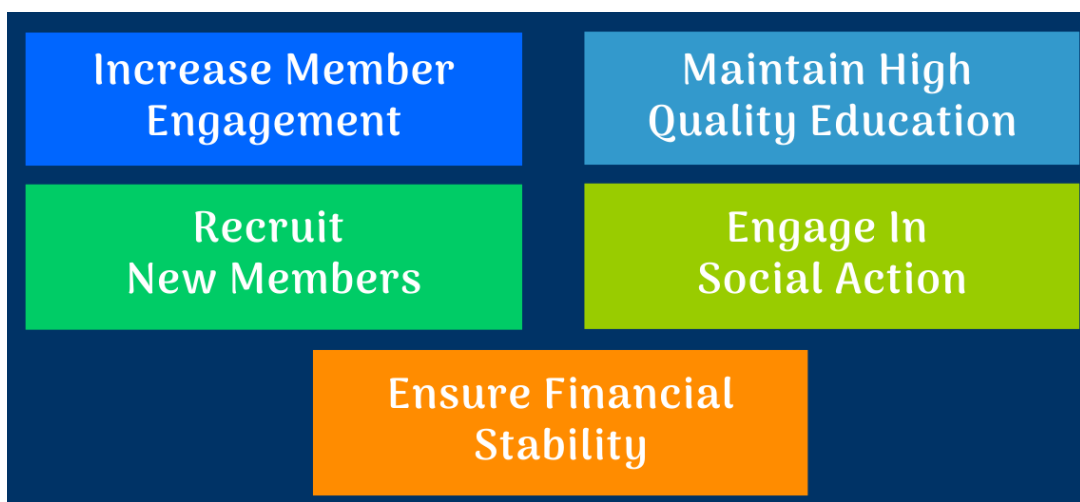 Increase Member
Engagement
Maintain High
Quality Education
Recruit
New Members
Engage In
Social Action
Ensure Financial
Stability